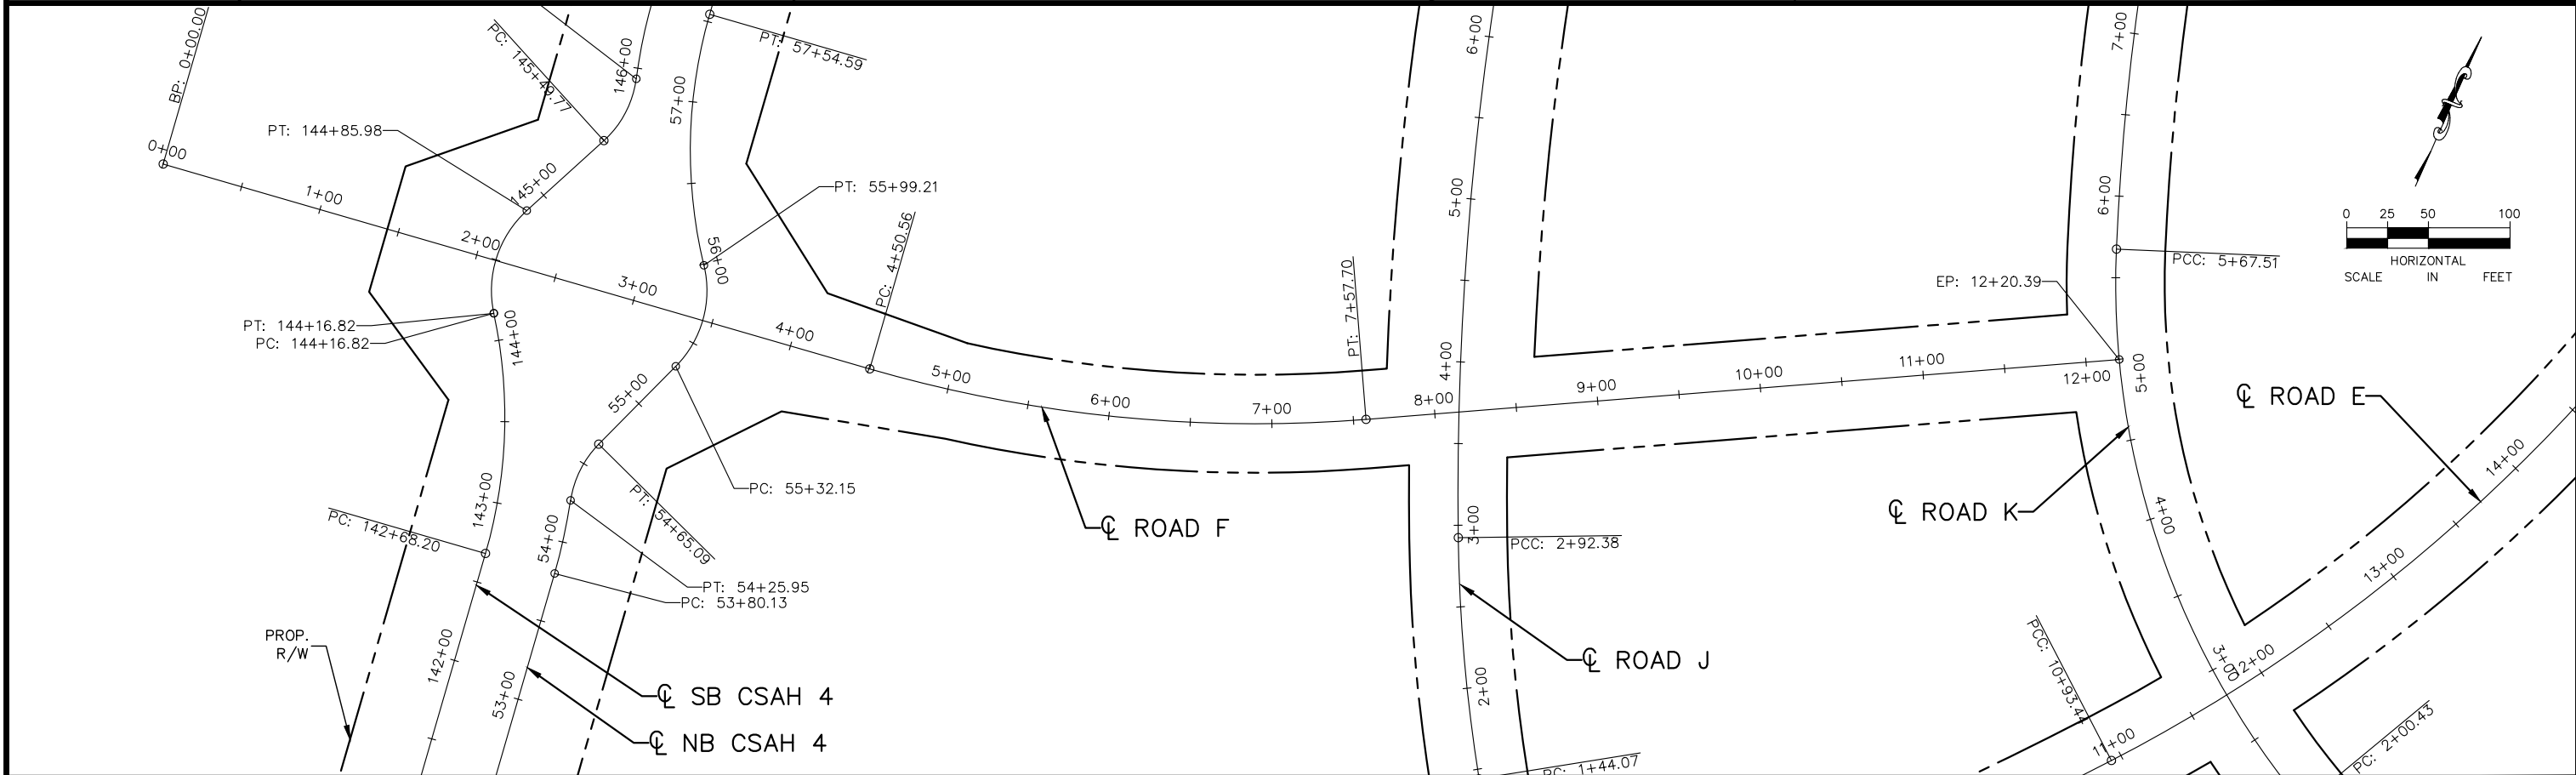 BP: 0+00.00
0+00
1+00
2+00
3+00
4+00
PC: 4+50.56
5+00
6+00
7+00
PT: 7+57.70
8+00
9+00
10+00
11+00
12+00
EP: 12+20.39
PC: 145+49.77
146+00
PT: 144+85.98
145+00
PT: 144+16.82
PC: 144+16.82
144+00
143+00
PC: 142+68.20
142+00
PROP.
R/W
PT: 57+54.59
57+00
PT: 55+99.21
56+00
55+00
PC: 55+32.15
PT: 54+65.09
54+00
PT: 54+25.95
PC: 53+80.13
53+00
℄ SB CSAH 4
℄ NB CSAH 4
℄ ROAD F
6+00
5+00
4+00
3+00
PCC: 2+92.38
℄ ROAD J
2+00
PC: 1+44.07
7+00
6+00
PCC: 5+67.51
5+00
℄ ROAD K
4+00
3+00
PC: 2+00.43
℄ ROAD E
14+00
13+00
12+00
PCC: 10+93.44
11+00
0 25 50 100
HORIZONTAL
SCALE IN FEET